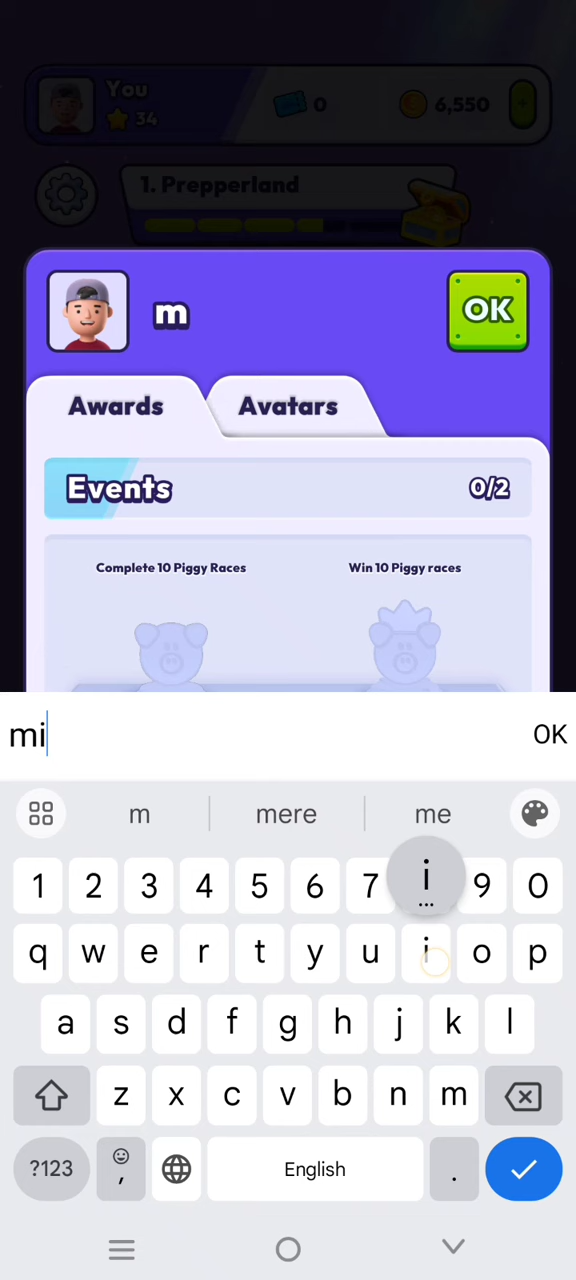 You
34
0
6,550
1. Prepperland
m
OK
Awards
Avatars
Events
0/2
Complete 10 Piggy Races
Win 10 Piggy races
mi
OK
m
mere
me
i
1 2 3 4 5 6 7 9 0
q w e r t y u i o p
a s d f g h j k l
z x c v b n m
?123
,
English
.